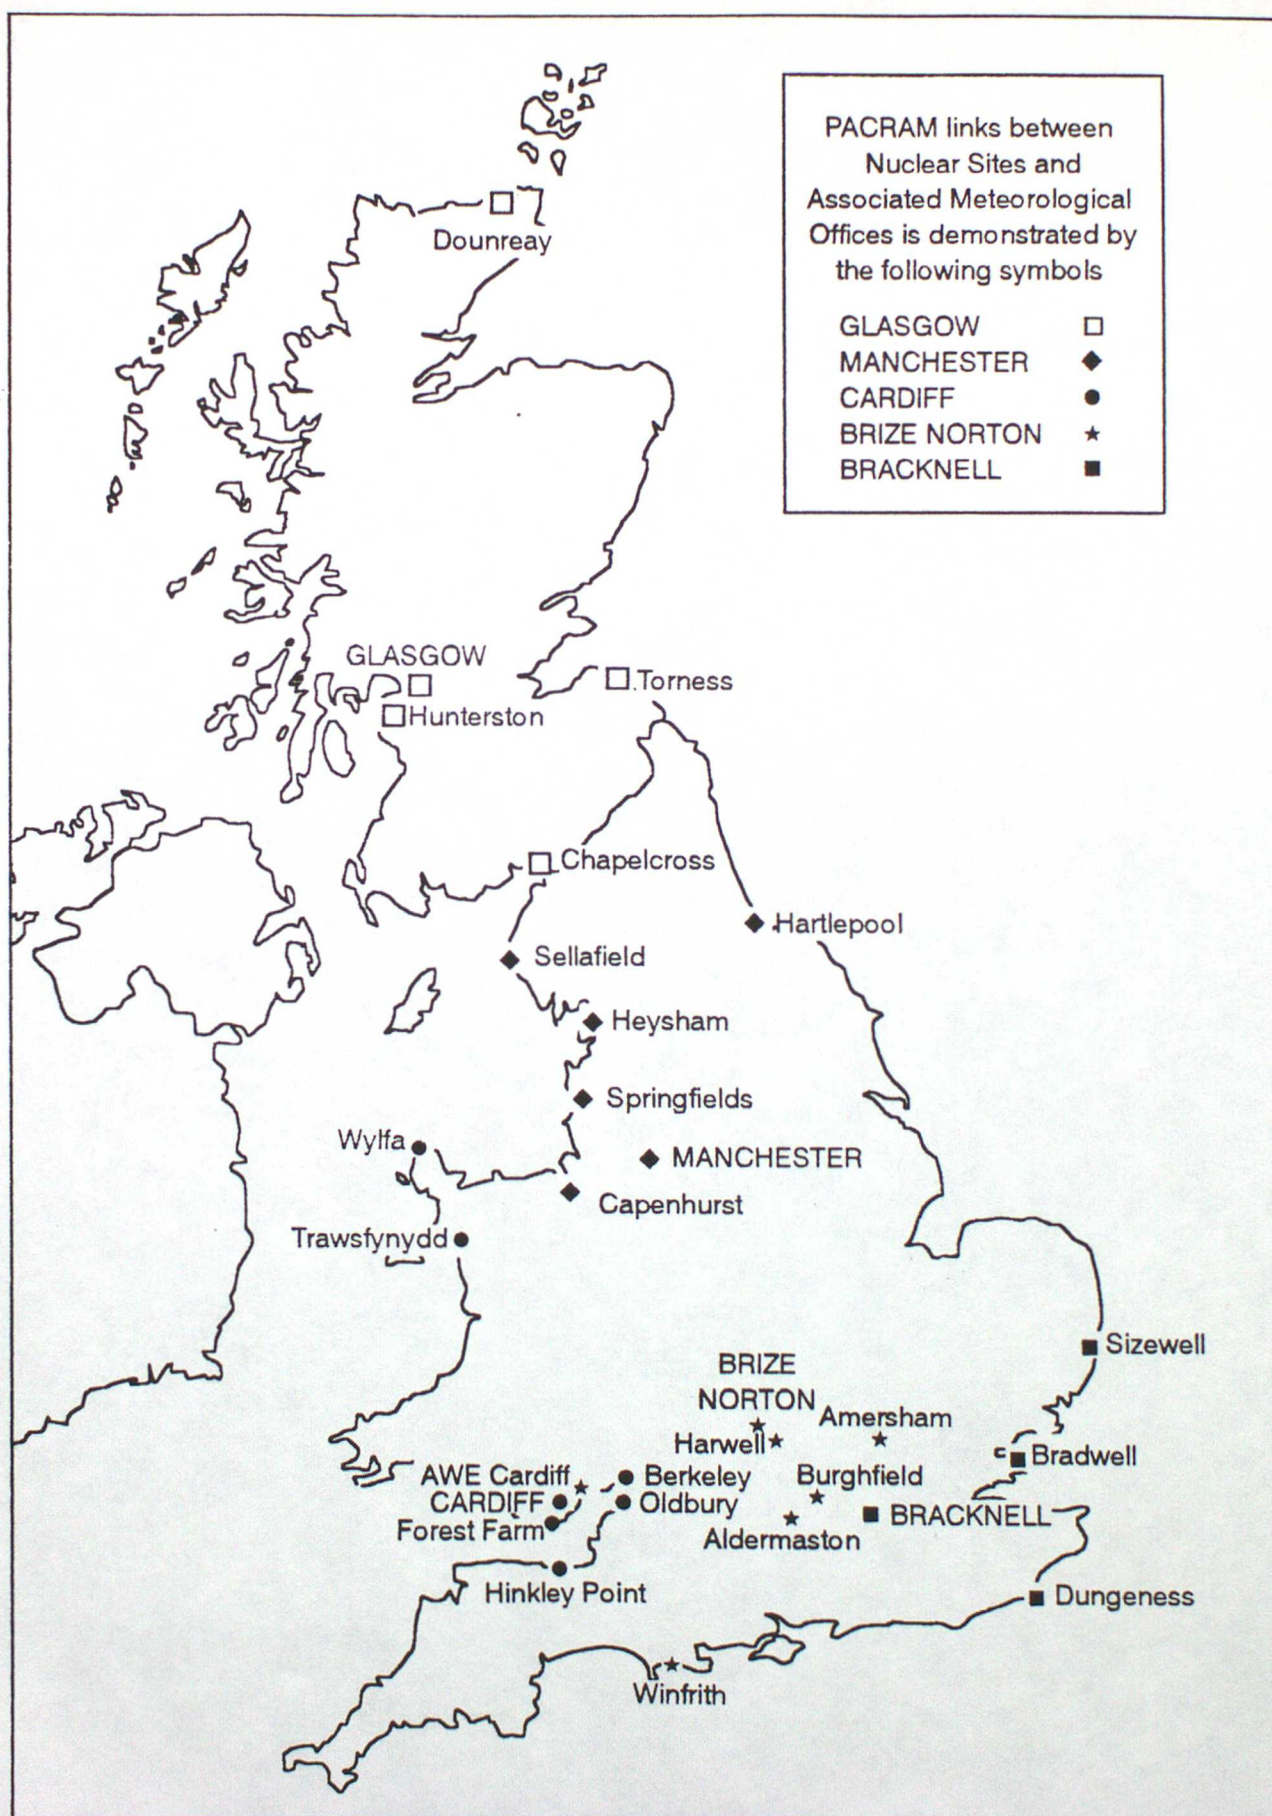 PACRAM links between
Nuclear Sites and
Associated Meteorological
Offices is demonstrated by
the following symbols
GLASGOW
MANCHESTER
CARDIFF
BRIZE NORTON
BRACKNELL
Dounreay
GLASGOW
Torness
Hunterston
Chapelcross
Hartlepool
Sellafield
Heysham
Springfields
Wylfa
MANCHESTER
Capenhurst
Trawsfynydd
Sizewell
BRIZE
NORTON
Amersham
Harwell
Bradwell
AWE Cardiff
Berkeley
Burghfield
CARDIFF
Oldbury
BRACKNELL
Forest Farm
Aldermaston
Hinkley Point
Dungeness
Winfrith